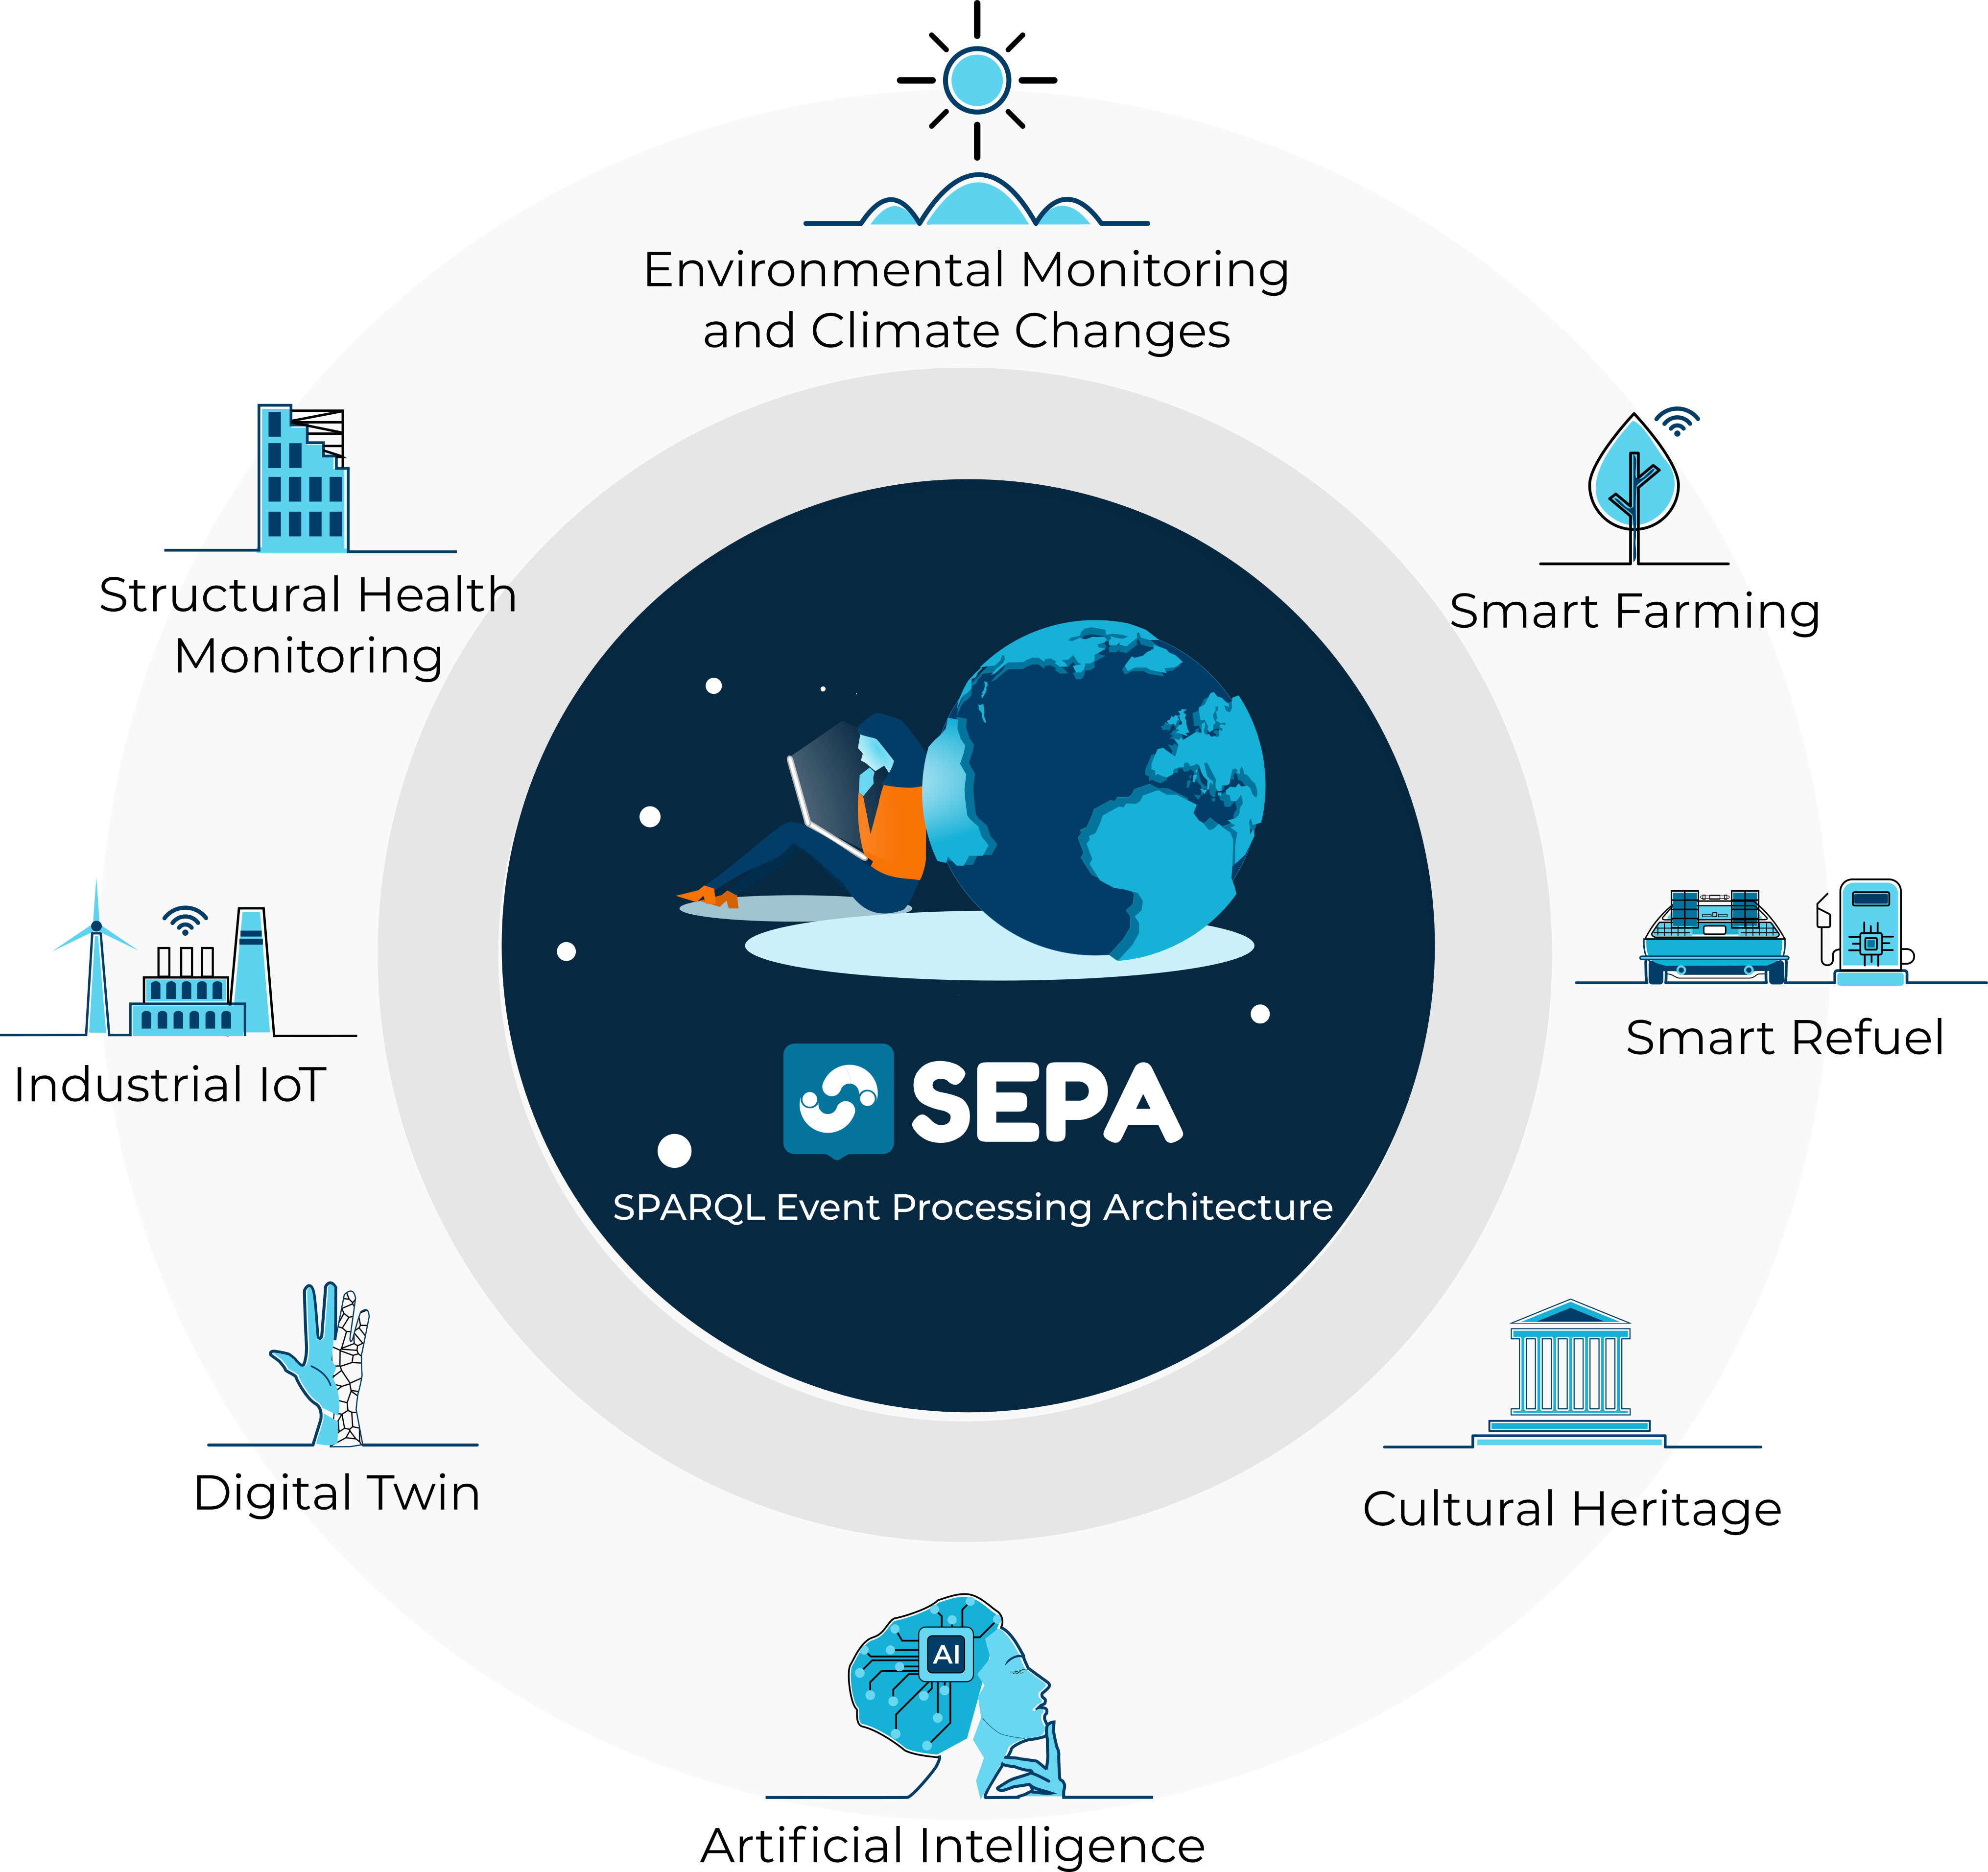 Environmental Monitoring
and Climate Changes
Structural Health
Monitoring
Smart Farming
Industrial IoT
Smart Refuel
SEPA
SPARQL Event Processing Architecture
Digital Twin
Cultural Heritage
AI
Artificial Intelligence